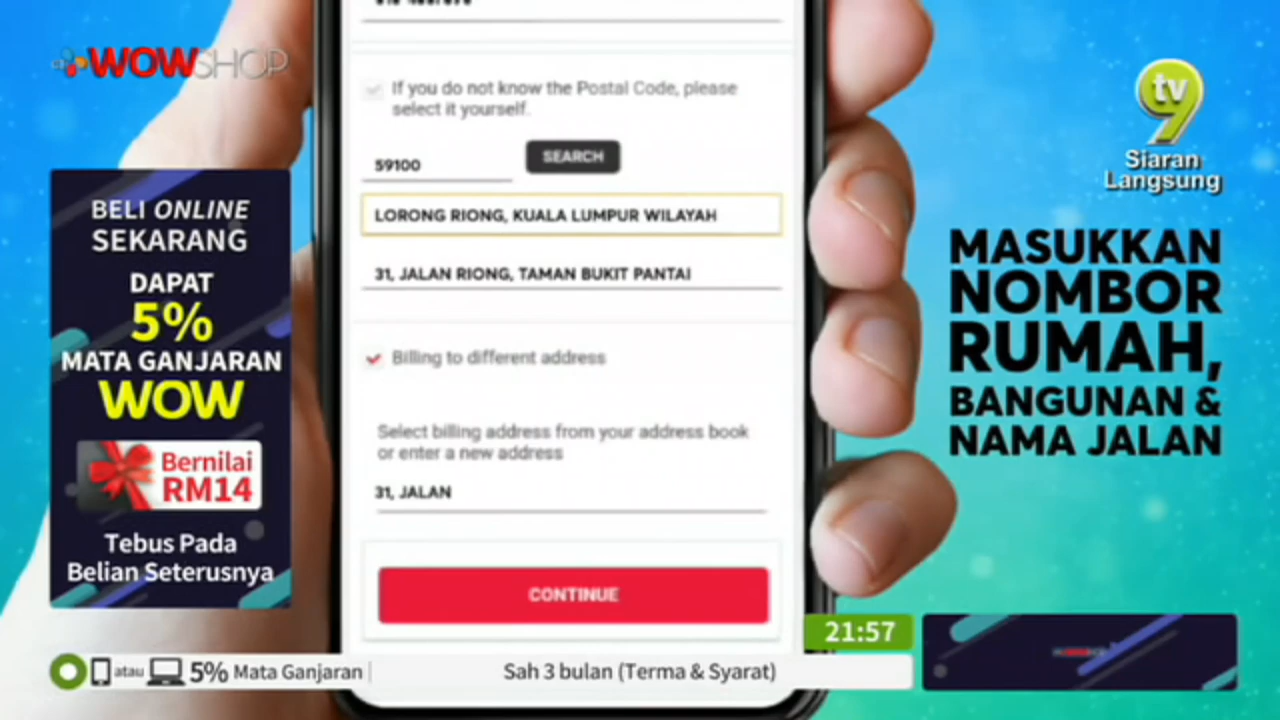 WOWSHOP
tv9
Siaran
Langsung
BELI ONLINE
SEKARANG
DAPAT
5%
MATA GANJARAN
WOW
Bernilai
RM14
Tebus Pada
Belian Seterusnya
If you do not know the Postal Code, please
select it yourself.
59100
SEARCH
LORONG RIONG, KUALA LUMPUR WILAYAH
31, JALAN RIONG, TAMAN BUKIT PANTAI
Billing to different address
Select billing address from your address book
or enter a new address
31, JALAN
CONTINUE
MASUKKAN
NOMBOR
RUMAH,
BANGUNAN &
NAMA JALAN
21:57
atau 5% Mata Ganjaran
Sah 3 bulan (Terma & Syarat)